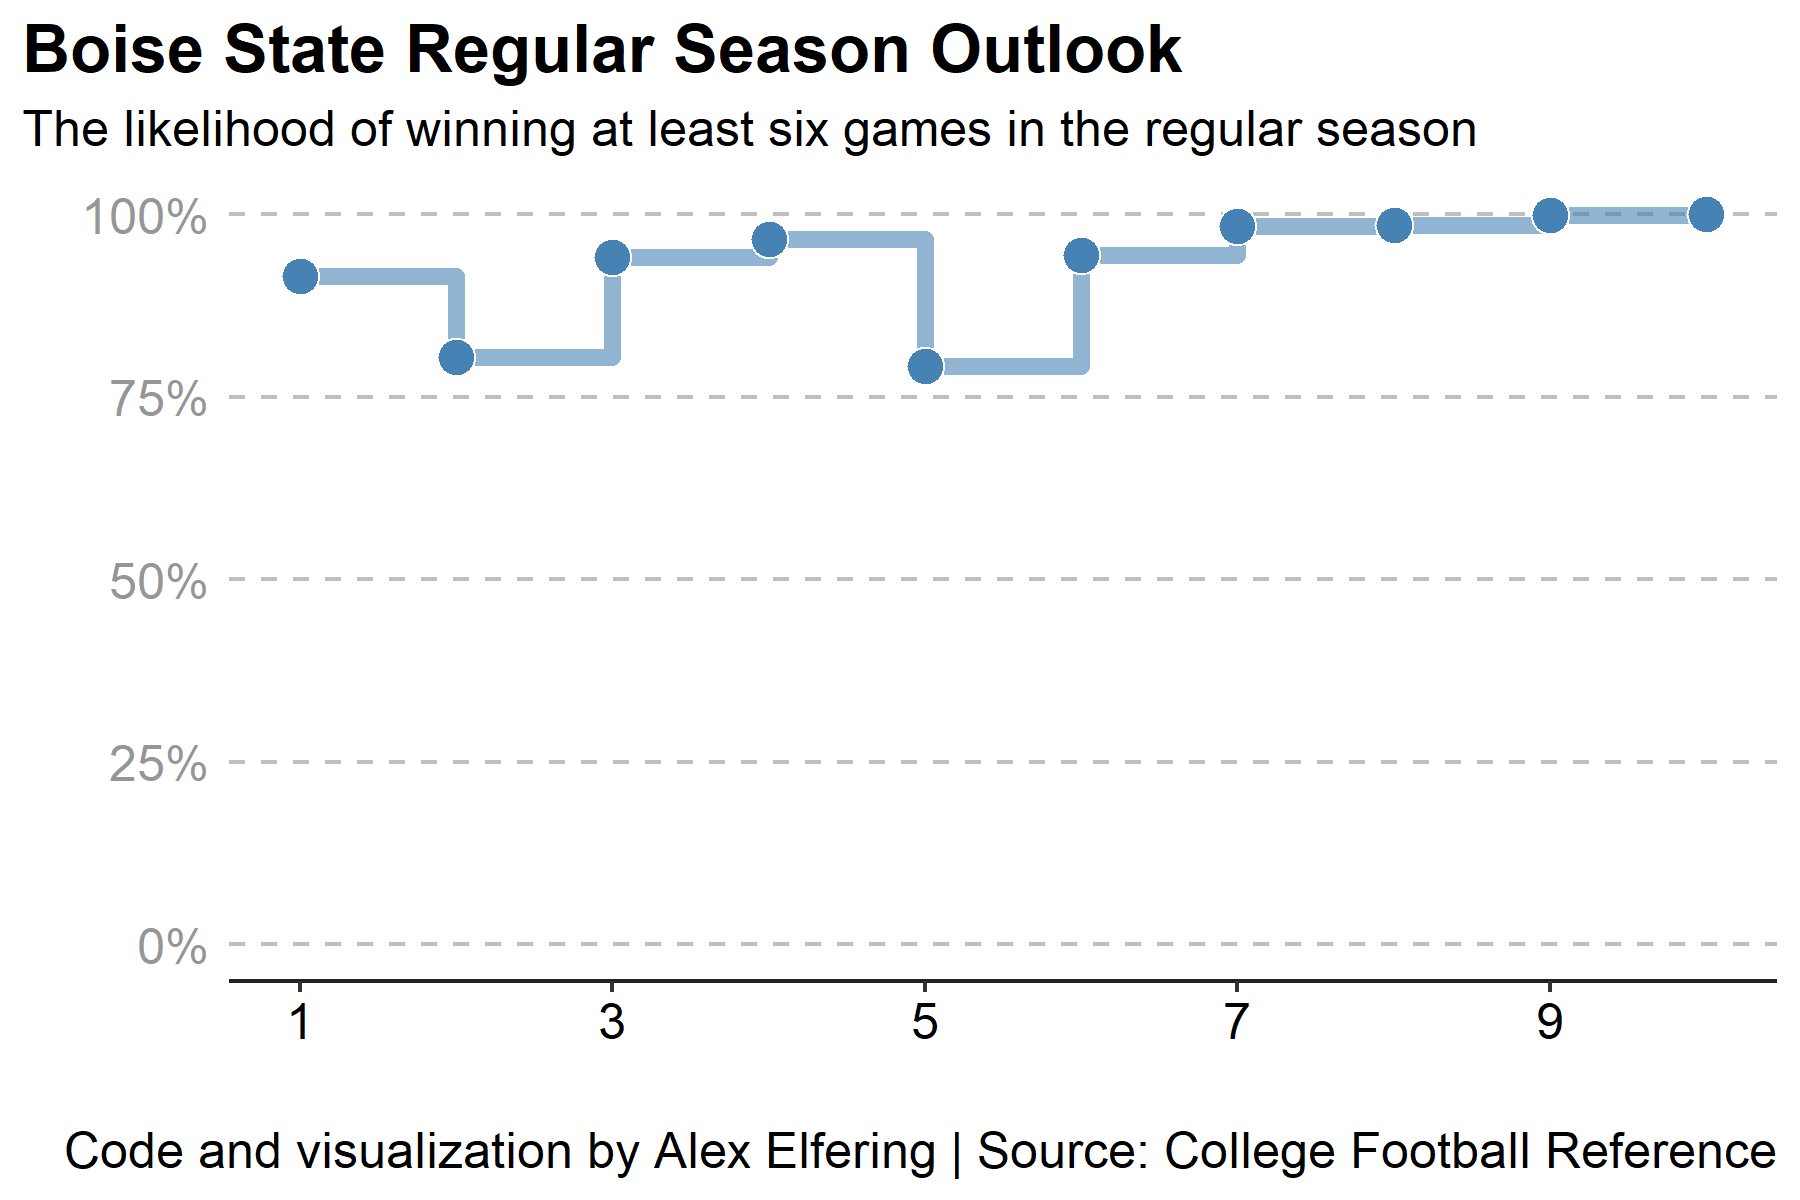 Boise State Regular Season Outlook
The likelihood of winning at least six games in the regular season
100%
75%
50%
25%
0%
1 3 5 7 9
Code and visualization by Alex Elfering | Source: College Football Reference